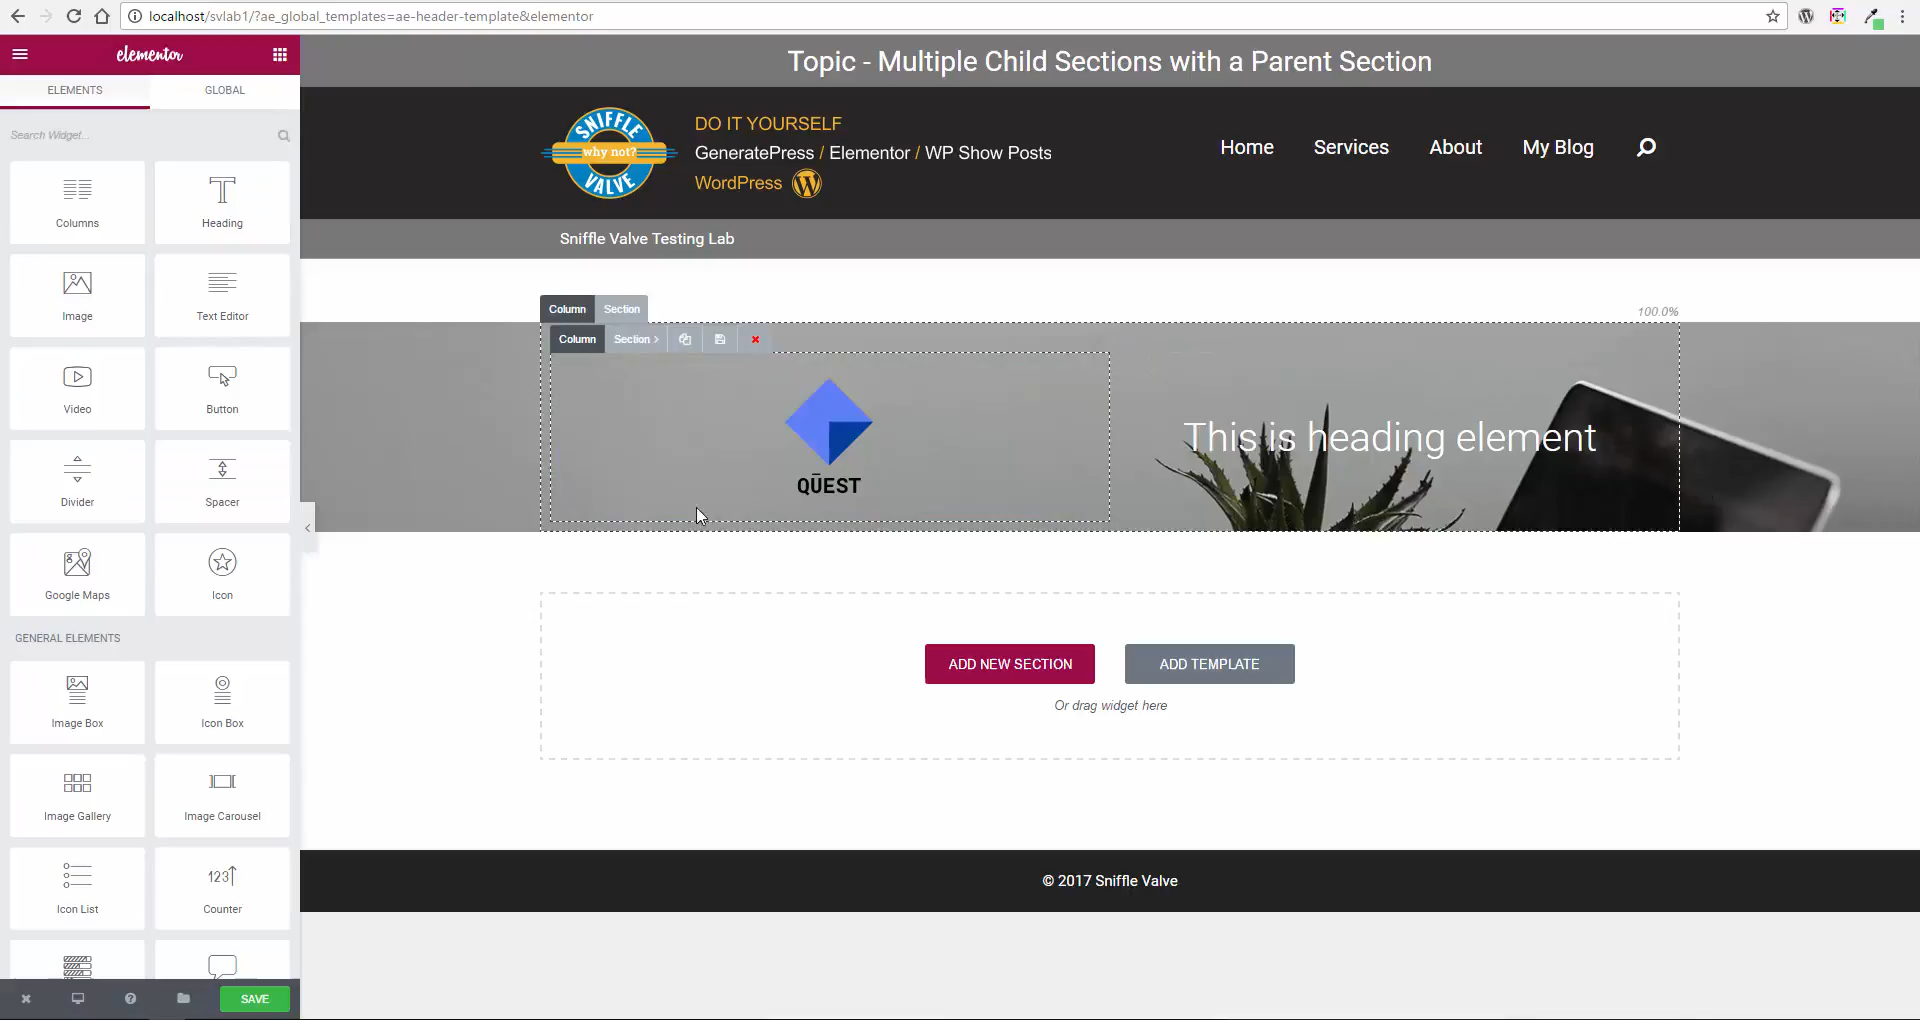 localhost/svlab1/?ae_global_templates=ae-header-template&elementor
elementor
ELEMENTS GLOBAL
Search Widget...
Columns Heading
Image Text Editor
Video Button
Divider Spacer
Google Maps Icon
GENERAL ELEMENTS
Image Box Icon Box
Image Gallery Image Carousel
123
Icon List Counter
SAVE
Topic - Multiple Child Sections with a Parent Section
SNIFFLE
why not?
VALVE
DO IT YOURSELF
GeneratePress / Elementor / WP Show Posts
WordPress
Home Services About My Blog
Sniffle Valve Testing Lab
Column Section
100.0%
Column Section
QŪEST
This is heading element
ADD NEW SECTION ADD TEMPLATE
Or drag widget here
© 2017 Sniffle Valve